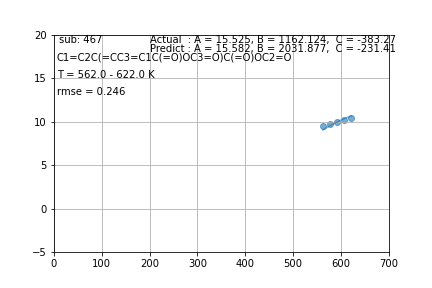 sub: 467
Actual : A = 15.525, B = 1162.124, C = -383.27
Predict : A = 15.582, B = 2031.877, C = -231.41
C1=C2C(=CC3=C1C(=O)OC3=O)C(=O)OC2=O
T = 562.0 - 622.0 K
rmse = 0.246
20
15
10
5
0
−5
0 100 200 300 400 500 600 700